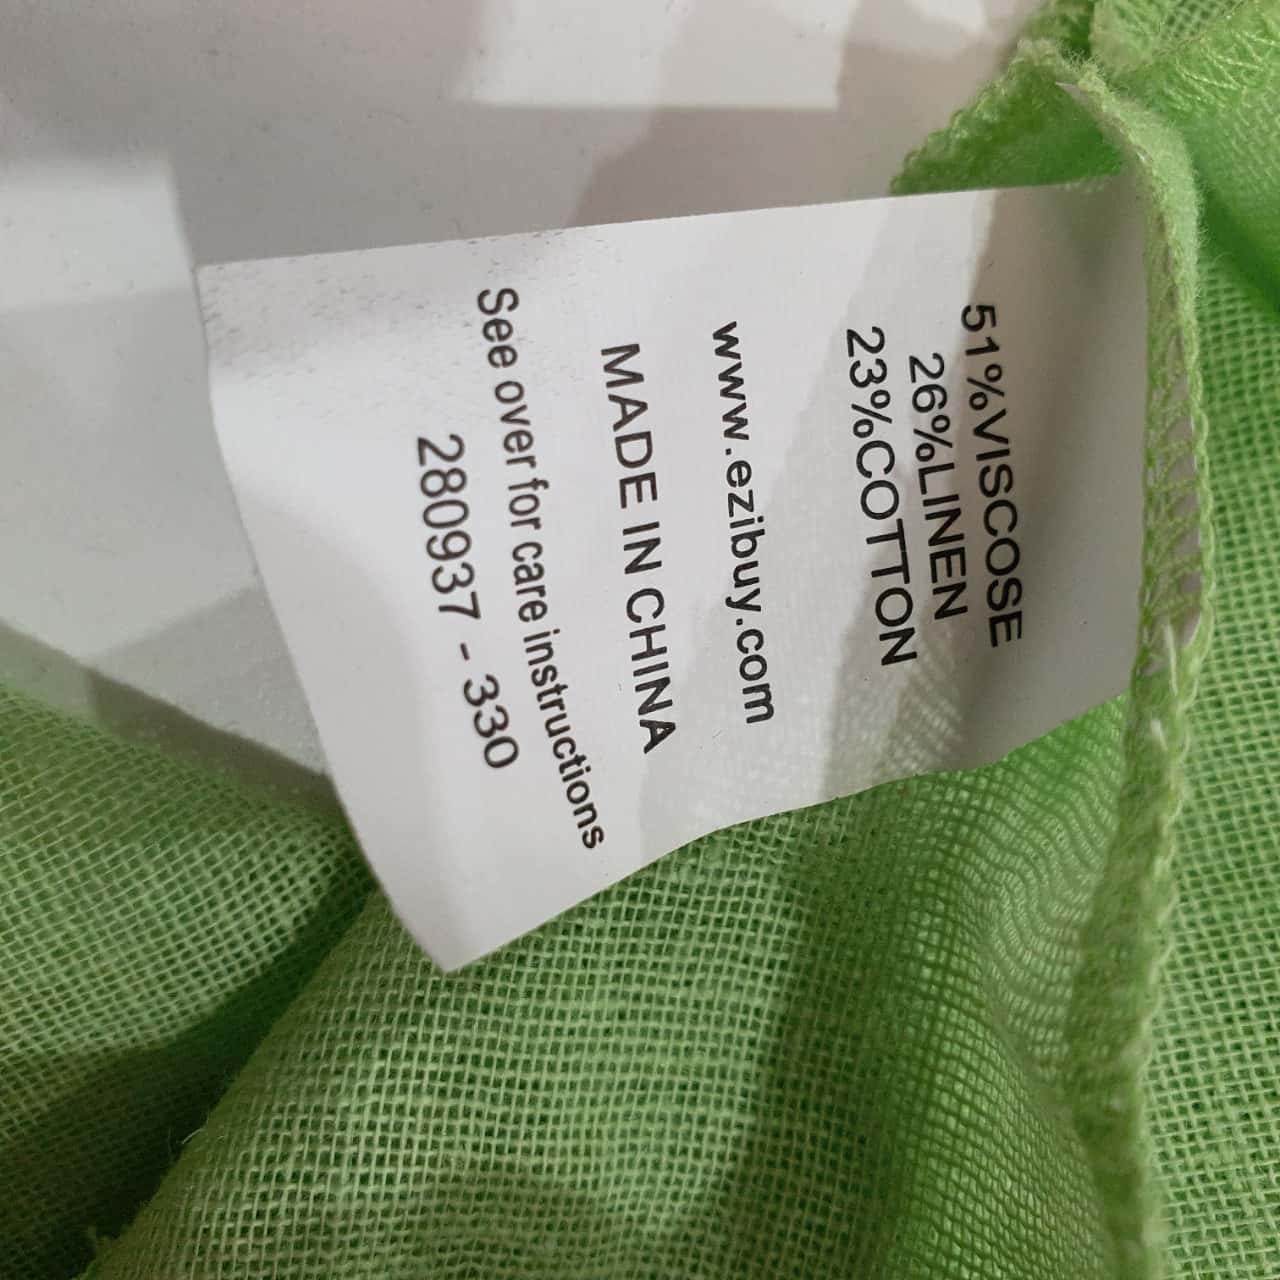 51%VISCOSE
26%LINEN
23%COTTON
www.ezibuy.com
MADE IN CHINA
See over for care instructions
280937 - 330